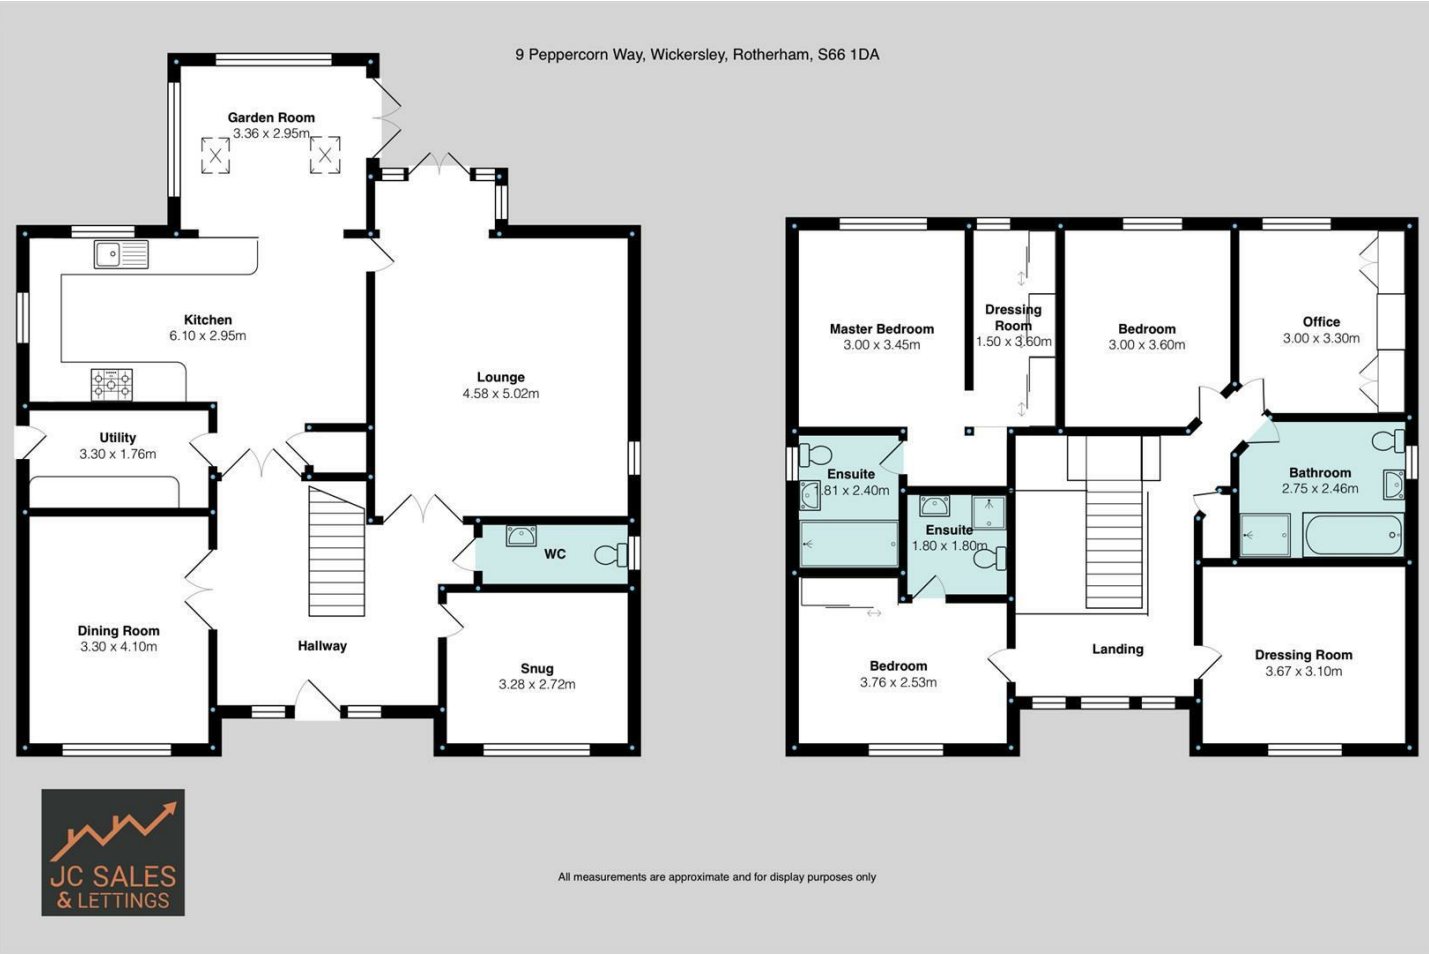 9 Peppercorn Way, Wickersley, Rotherham, S66 1DA
Garden Room
3.36 x 2.95m
Kitchen
6.10 x 2.95m
Lounge
4.58 x 5.02m
Utility
3.30 x 1.76m
WC
Dining Room
3.30 x 4.10m
Hallway
Snug
3.28 x 2.72m
Master Bedroom
3.00 x 3.45m
Dressing
Room
1.50 x 3.60m
Bedroom
3.00 x 3.60m
Office
3.00 x 3.30m
Ensuite
1.81 x 2.40m
Ensuite
1.80 x 1.80m
Bathroom
2.75 x 2.46m
Bedroom
3.76 x 2.53m
Landing
Dressing Room
3.67 x 3.10m
JC SALES
& LETTINGS
All measurements are approximate and for display purposes only